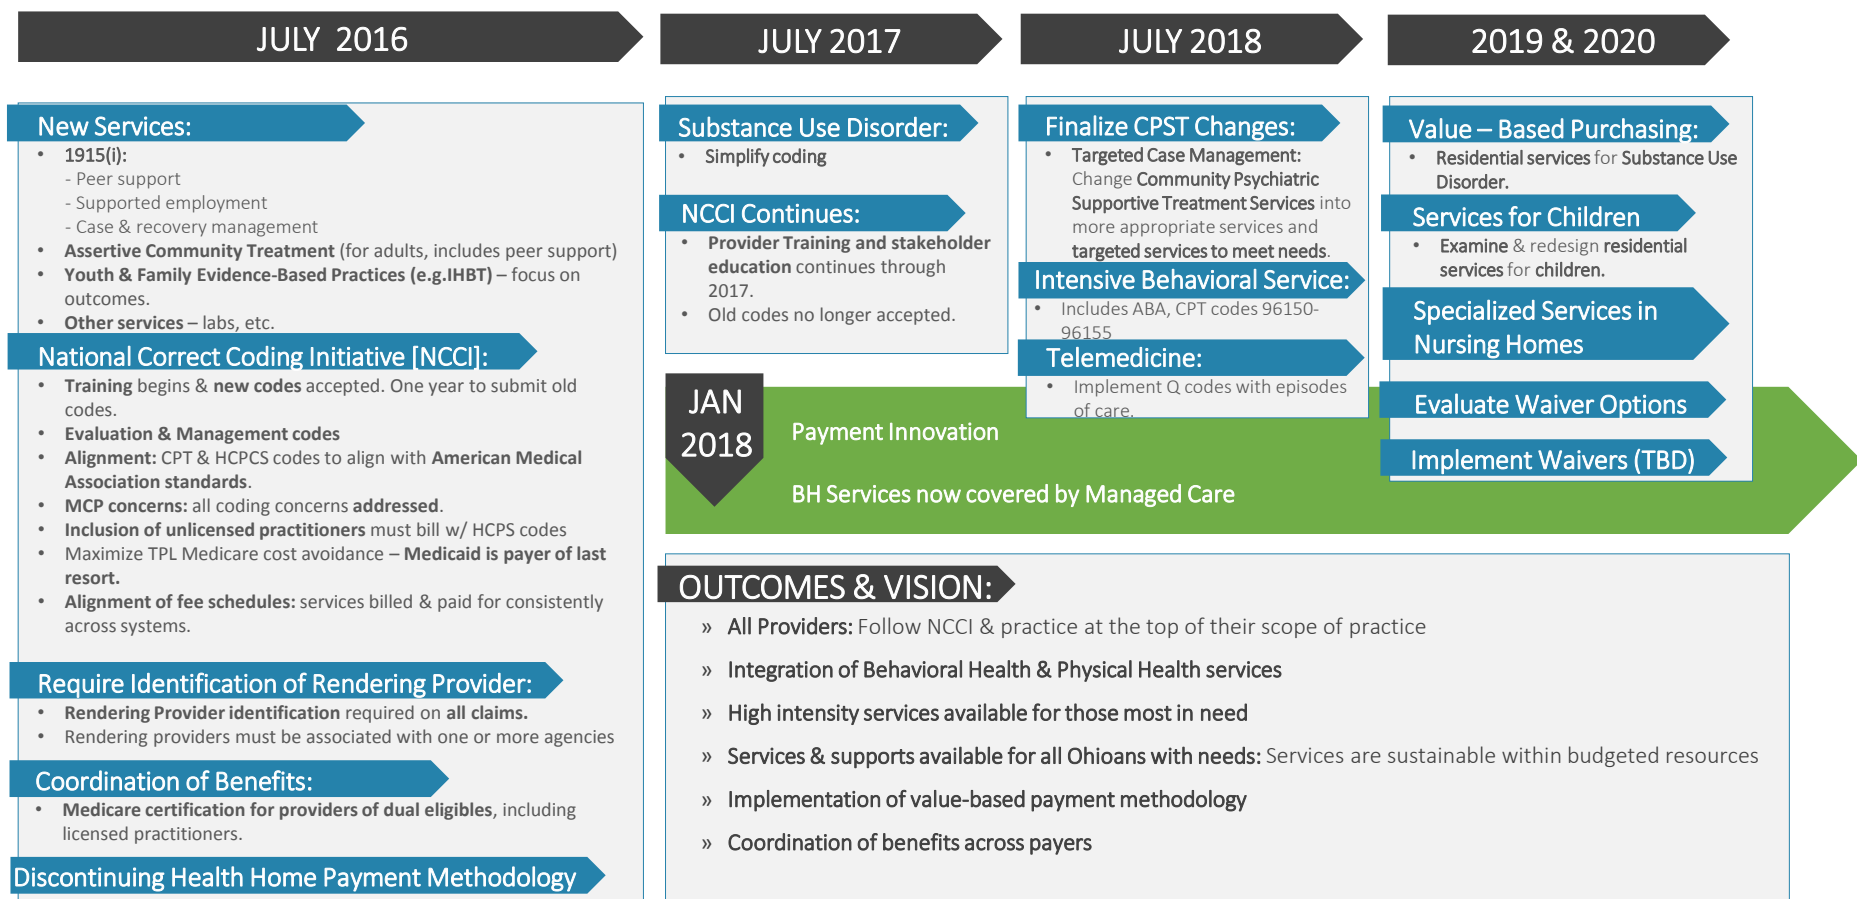 JULY  2016
New Services:
• 1915(i):
- Peer support
- Supported employment
- Case & recovery management
• Assertive Community Treatment (for adults, includes peer support)
• Youth & Family Evidence-Based Practices (e.g.IHBT) – focus on
outcomes.
• Other services – labs, etc.
National Correct Coding Initiative [NCCI]:
• Training begins & new codes accepted. One year to submit old
codes.
• Evaluation & Management codes
• Alignment: CPT & HCPCS codes to align with American Medical
Association standards.
• MCP concerns: all coding concerns addressed.
• Inclusion of unlicensed practitioners must bill w/ HCPS codes
• Maximize TPL Medicare cost avoidance – Medicaid is payer of last
resort.
• Alignment of fee schedules: services billed & paid for consistently
across systems.
Require Identification of Rendering Provider:
• Rendering Provider identification required on all claims.
• Rendering providers must be associated with one or more agencies
Coordination of Benefits:
• Medicare certification for providers of dual eligibles, including
licensed practitioners.
Discontinuing Health Home Payment Methodology
JULY 2017
Substance Use Disorder:
• Simplify coding
NCCI Continues:
• Provider Training and stakeholder
education continues through
2017.
• Old codes no longer accepted.
JULY 2018
Finalize CPST Changes:
• Targeted Case Management:
Change Community Psychiatric
Supportive Treatment Services into
more appropriate services and
targeted services to meet needs.
Intensive Behavioral Service:
• Includes ABA, CPT codes 96150-
96155
Telemedicine:
• Implement Q codes with episodes
of care.
2019 & 2020
Value – Based Purchasing:
• Residential services for Substance Use
Disorder.
Services for Children
• Examine & redesign residential
services for children.
Specialized Services in
Nursing Homes
Evaluate Waiver Options
Implement Waivers (TBD)
JAN
2018
Payment Innovation
BH Services now covered by Managed Care
OUTCOMES & VISION:
» All Providers: Follow NCCI & practice at the top of their scope of practice
» Integration of Behavioral Health & Physical Health services
» High intensity services available for those most in need
» Services & supports available for all Ohioans with needs: Services are sustainable within budgeted resources
» Implementation of value-based payment methodology
» Coordination of benefits across payers